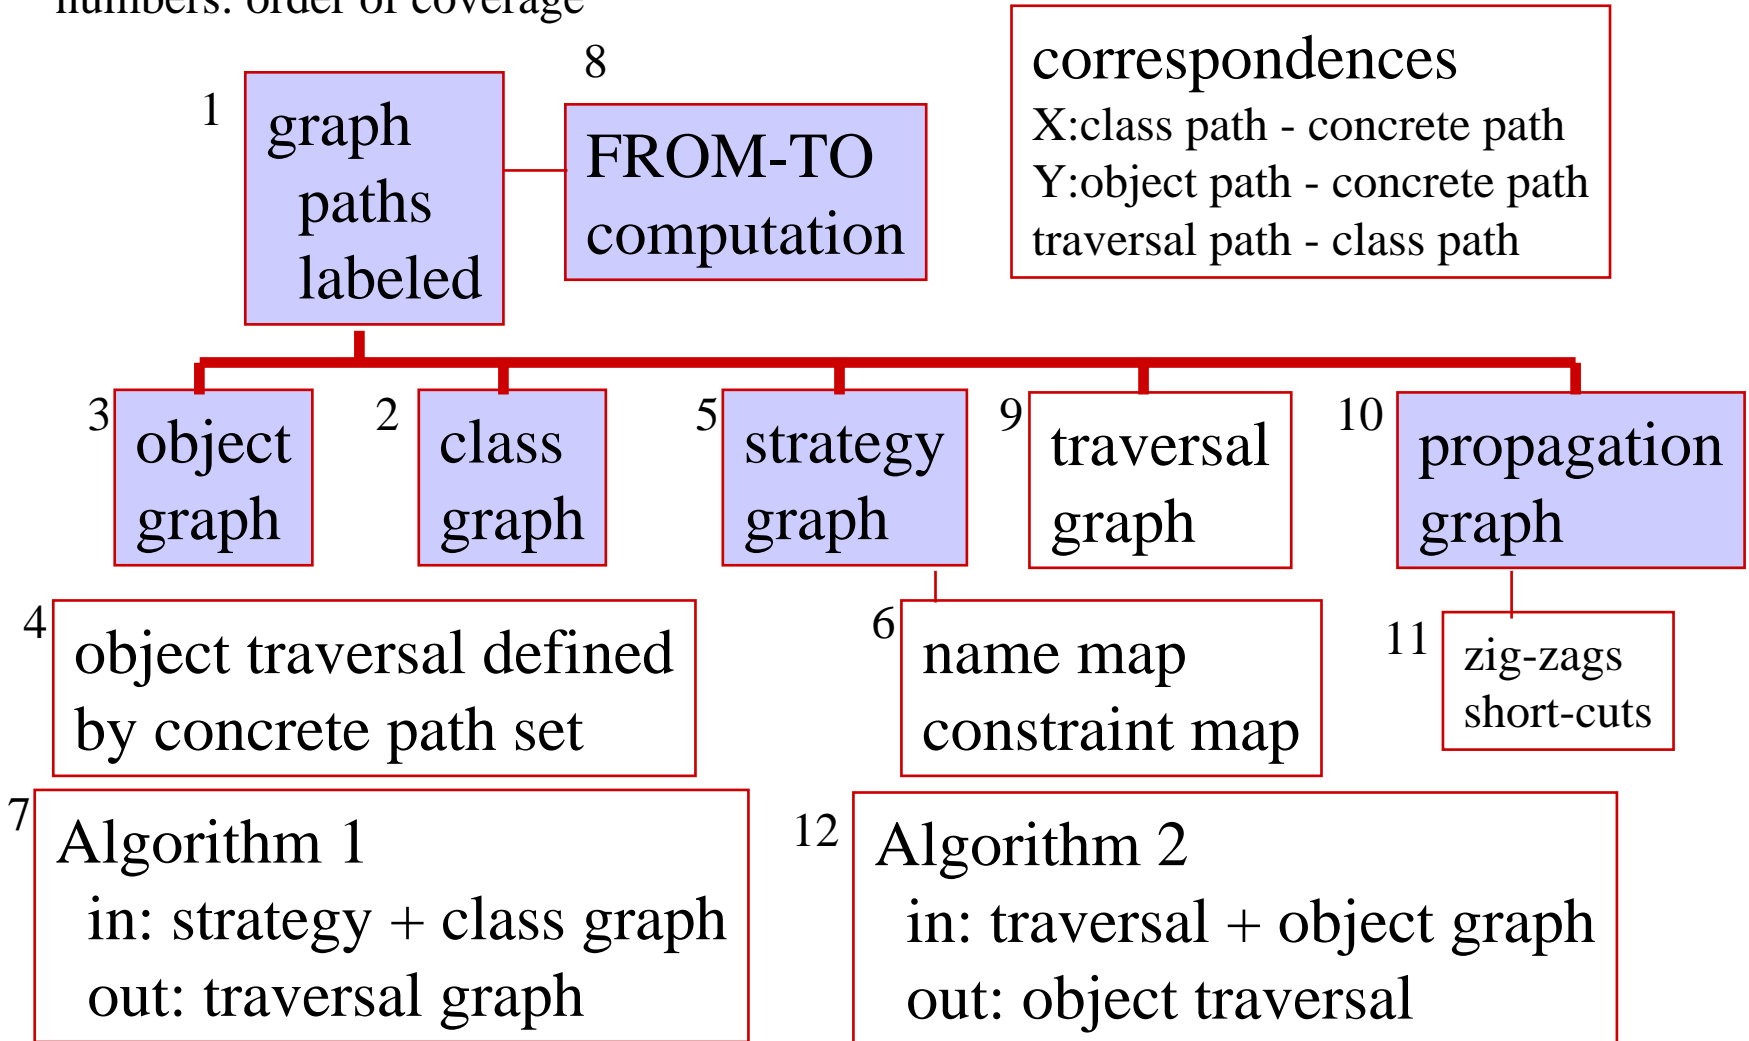 numbers: order of coverage
1
graph
paths
labeled
8
FROM-TO
computation
correspondences
X:class path - concrete path
Y:object path - concrete path
traversal path - class path
3
object
graph
2
class
graph
5
strategy
graph
9
traversal
graph
10
propagation
graph
4
object traversal defined
by concrete path set
6
name map
constraint map
11
zig-zags
short-cuts
7
Algorithm 1
in: strategy + class graph
out: traversal graph
12
Algorithm 2
in: traversal + object graph
out: object traversal